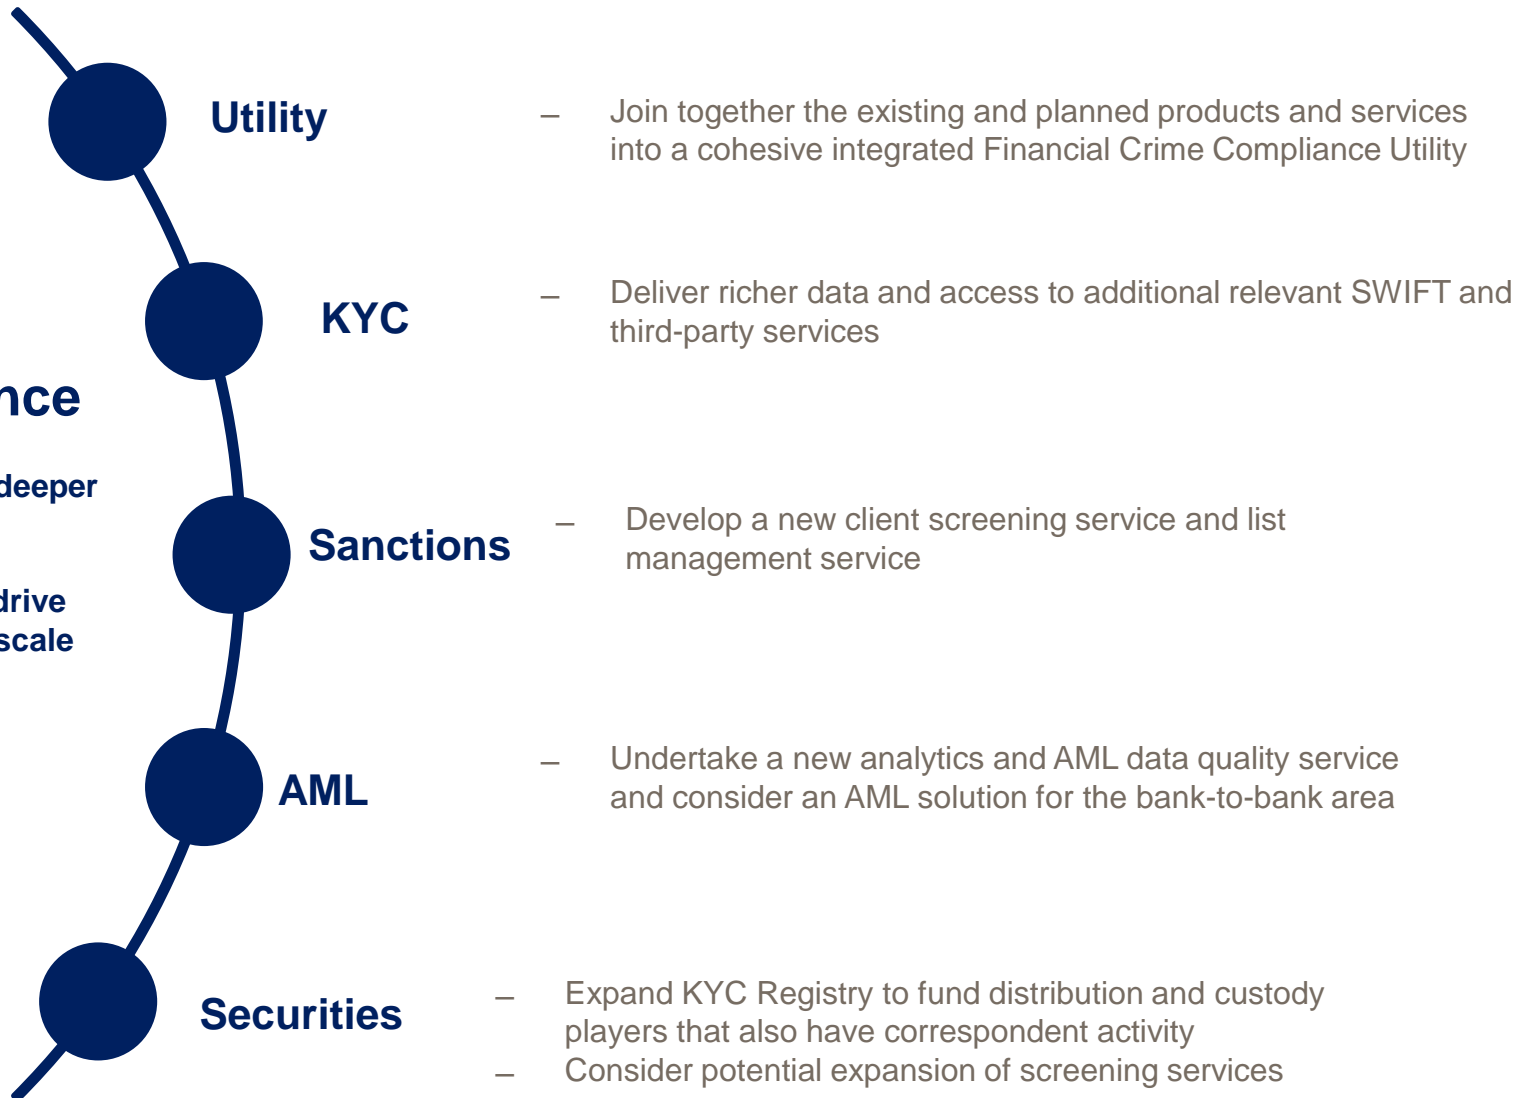 Utility
– Join together the existing and planned products and services
into a cohesive integrated Financial Crime Compliance Utility
KYC
– Deliver richer data and access to additional relevant SWIFT and
third-party services
nce
deeper
drive
scale
Sanctions
– Develop a new client screening service and list
management service
AML
– Undertake a new analytics and AML data quality service
and consider an AML solution for the bank-to-bank area
Securities
– Expand KYC Registry to fund distribution and custody
players that also have correspondent activity
– Consider potential expansion of screening services